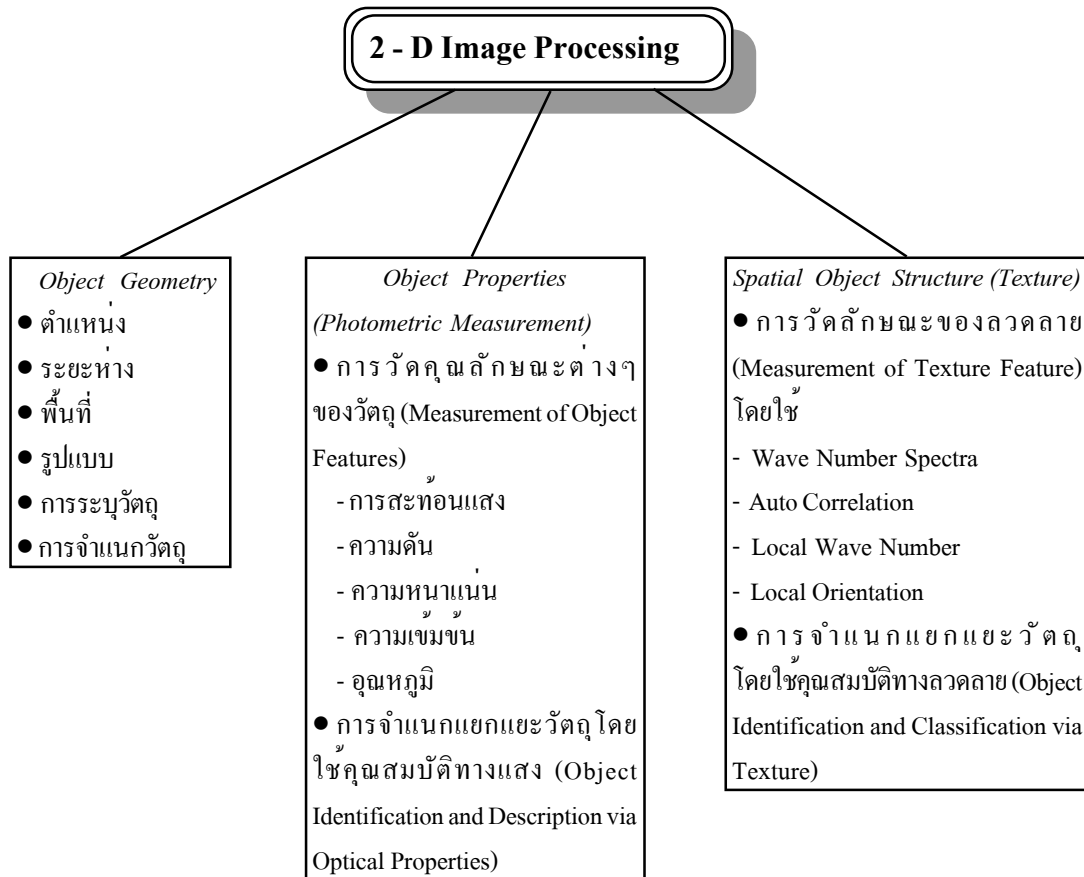 2 - D Image Processing
Object Geometry
● ตำแหน่ง
● ระยะห่าง
● พื้นที่
● รูปแบบ
● การระบุวัตถุ
● การจำแนกวัตถุ
Object Properties
(Photometric Measurement)
● การวัดคุณลักษณะต่างๆ
ของวัตถุ (Measurement of Object
Features)
- การสะท้อนแสง
- ความดัน
- ความหนาแน่น
- ความเข้มข้น
- อุณหภูมิ
● การจำแนกแยกแยะวัตถุโดย
ใช้คุณสมบัติทางแสง (Object
Identification and Description via
Optical Properties)
Spatial Object Structure (Texture)
● การวัดลักษณะของลวดลาย
(Measurement of Texture Feature)
โดยใช้
- Wave Number Spectra
- Auto Correlation
- Local Wave Number
- Local Orientation
● การจำแนกแยกแยะวัตถุ
โดยใช้คุณสมบัติทางลวดลาย (Object
Identification and Classification via
Texture)